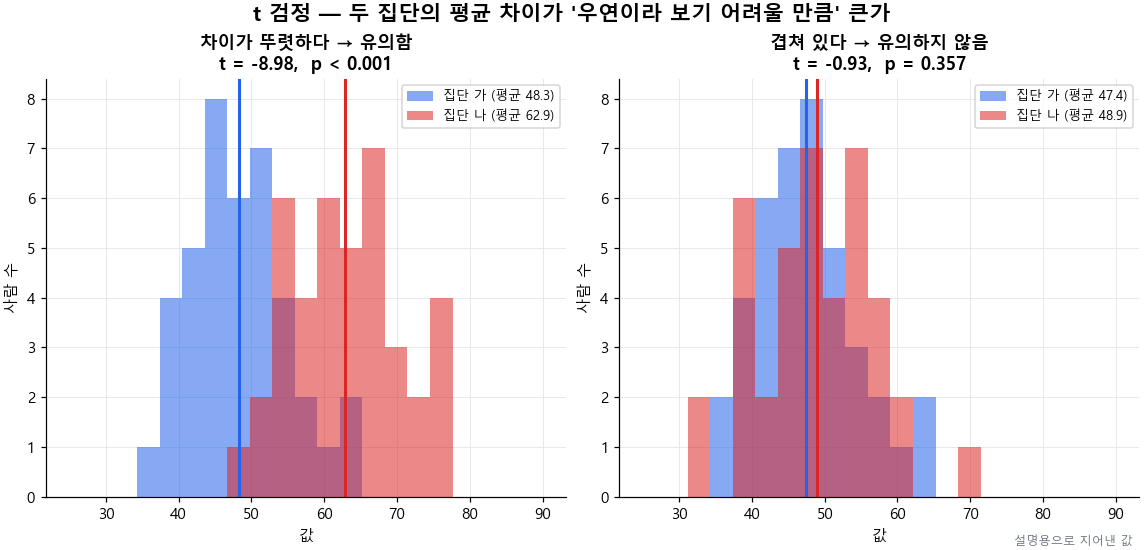 t 검정 — 두 집단의 평균 차이가 '우연이라 보기 어려울 만큼' 큰가
차이가 뚜렷하다 → 유의함
t = -8.98, p < 0.001
집단 가 (평균 48.3)
집단 나 (평균 62.9)
사람 수
8
7
6
5
4
3
2
1
0
30 40 50 60 70 80 90
값
겹쳐 있다 → 유의하지 않음
t = -0.93, p = 0.357
집단 가 (평균 47.4)
집단 나 (평균 48.9)
사람 수
8
7
6
5
4
3
2
1
0
30 40 50 60 70 80 90
값
설명용으로 지어낸 값